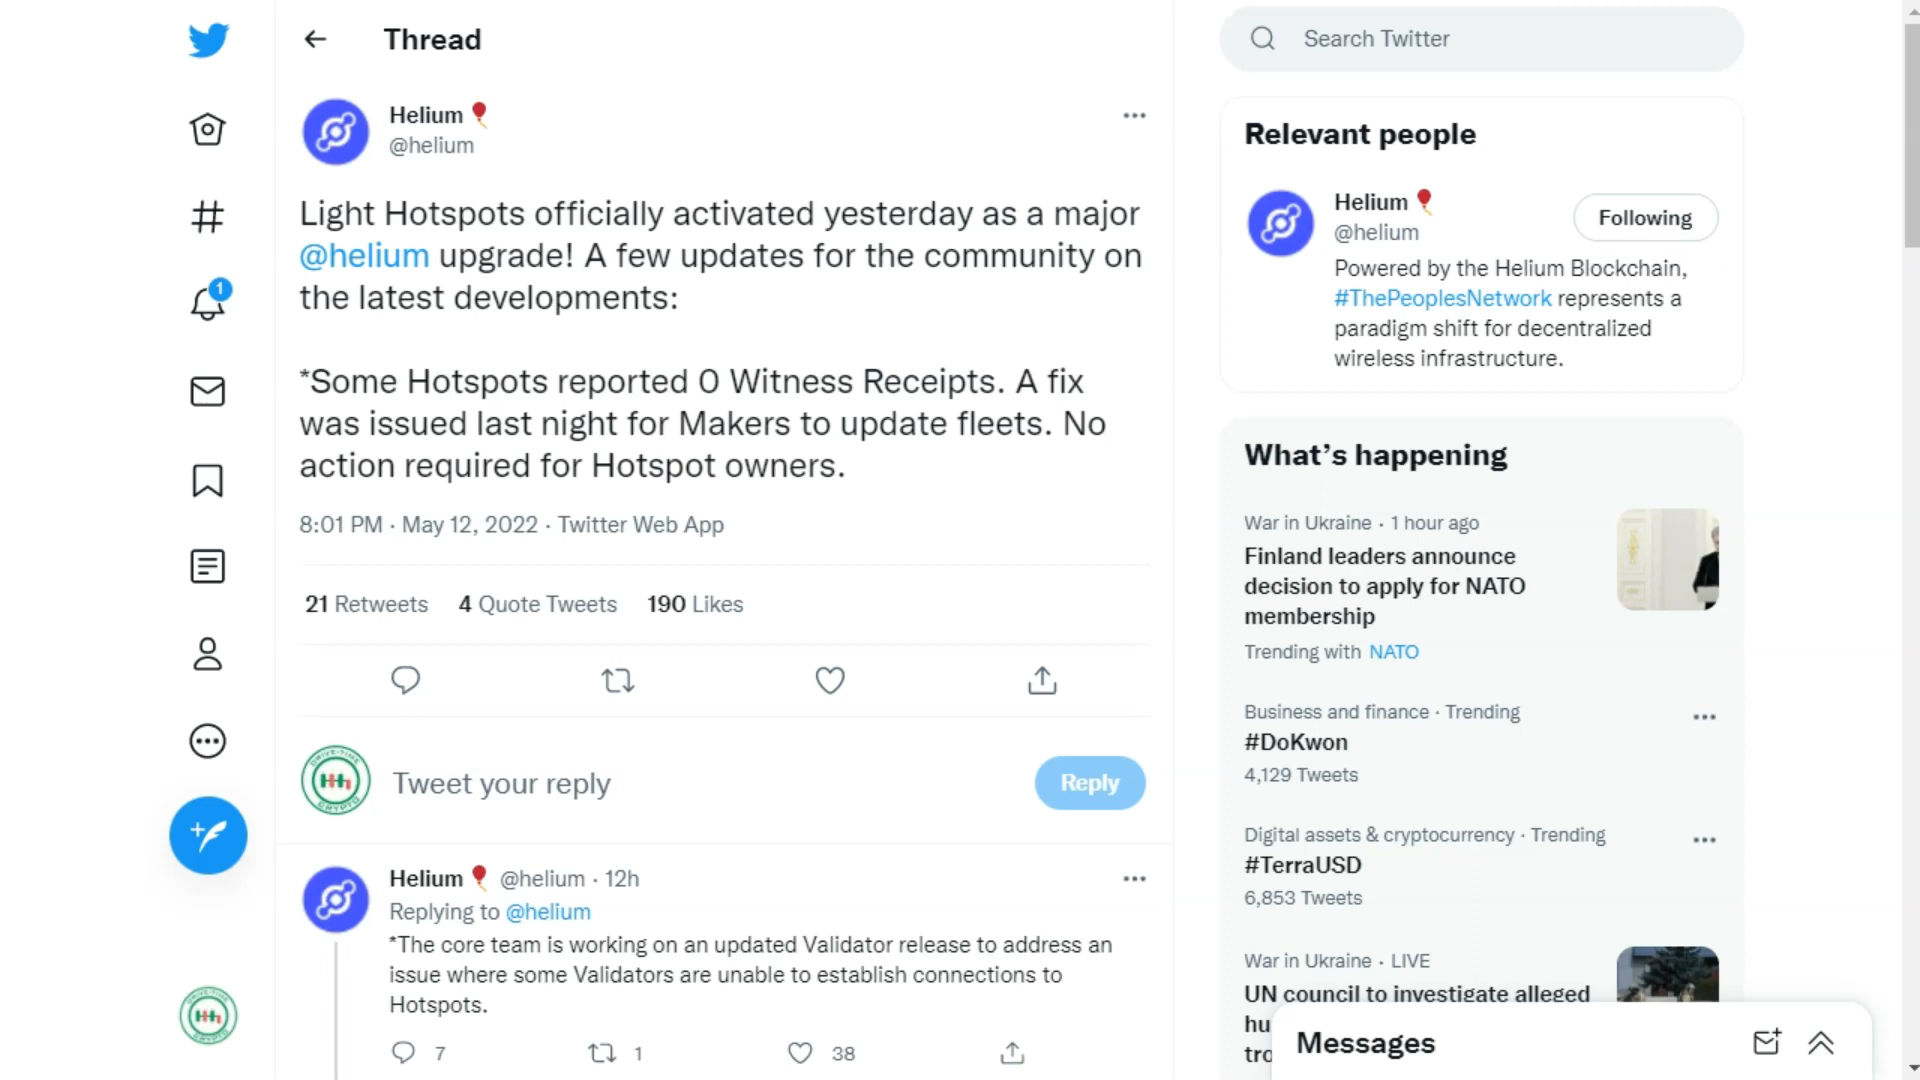 Thread
Helium
@helium
Light Hotspots officially activated yesterday as a major
@helium upgrade! A few updates for the community on
the latest developments:
*Some Hotspots reported 0 Witness Receipts. A fix
was issued last night for Makers to update fleets. No
action required for Hotspot owners.
8:01 PM · May 12, 2022 · Twitter Web App
21 Retweets 4 Quote Tweets 190 Likes
Tweet your reply
Reply
Helium @helium · 12h
Replying to @helium
*The core team is working on an updated Validator release to address an
issue where some Validators are unable to establish connections to
Hotspots.
7 1 38
1
DRIVE-TIME
HHh
CRYPTO
Search Twitter
Relevant people
Helium
@helium
Following
Powered by the Helium Blockchain,
#ThePeoplesNetwork represents a
paradigm shift for decentralized
wireless infrastructure.
What's happening
War in Ukraine · 1 hour ago
Finland leaders announce
decision to apply for NATO
membership
Trending with NATO
Business and finance · Trending
#DoKwon
4,129 Tweets
Digital assets & cryptocurrency · Trending
#TerraUSD
6,853 Tweets
War in Ukraine · LIVE
UN council to investigate alleged
hu
tro
Messages